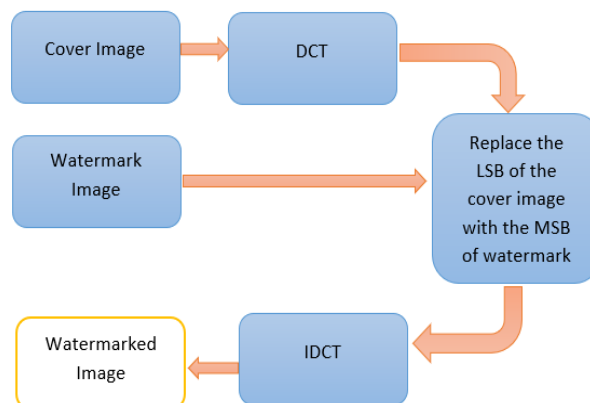 Cover Image
DCT
Watermark
Image
Replace the
LSB of the
cover image
with the MSB
of watermark
Watermarked
Image
IDCT